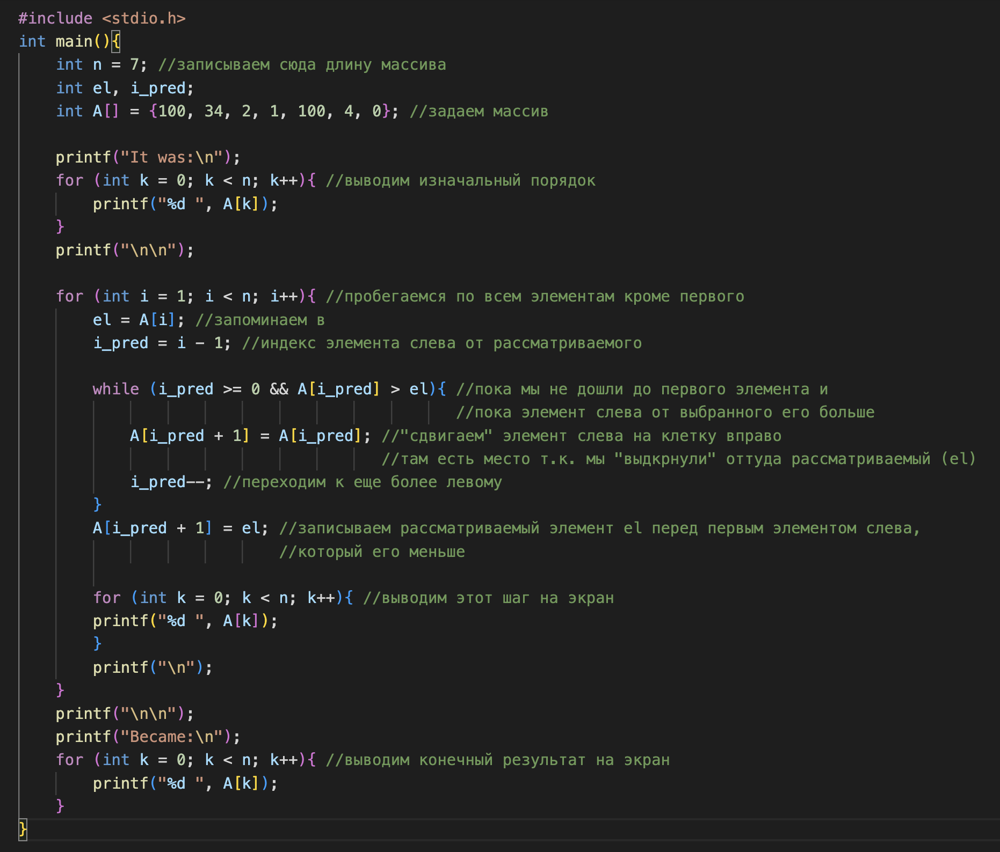 #include <stdio.h>
int main(){
    int n = 7; //записываем сюда длину массива
    int el, i_pred;
    int A[] = {100, 34, 2, 1, 100, 4, 0}; //задаем массив

    printf("It was:\n");
    for (int k = 0; k < n; k++){ //выводим изначальный порядок
        printf("%d ", A[k]);
    }
    printf("\n\n");

    for (int i = 1; i < n; i++){ //пробегаемся по всем элементам кроме первого
        el = A[i]; //запоминаем в
        i_pred = i - 1; //индекс элемента слева от рассматриваемого

        while (i_pred >= 0 && A[i_pred] > el){ //пока мы не дошли до первого элемента и
                                               //пока элемент слева от выбранного его больше
            A[i_pred + 1] = A[i_pred]; //"сдвигаем" элемент слева на клетку вправо
                                       //там есть место т.к. мы "выдкрнули" оттуда рассматриваемый (el)
            i_pred--; //переходим к еще более левому
        }
        A[i_pred + 1] = el; //записываем рассматриваемый элемент el перед первым элементом слева,
                            //который его меньше

        for (int k = 0; k < n; k++){ //выводим этот шаг на экран
        printf("%d ", A[k]);
        }
        printf("\n");
    }
    printf("\n\n");
    printf("Became:\n");
    for (int k = 0; k < n; k++){ //выводим конечный результат на экран
        printf("%d ", A[k]);
    }
}